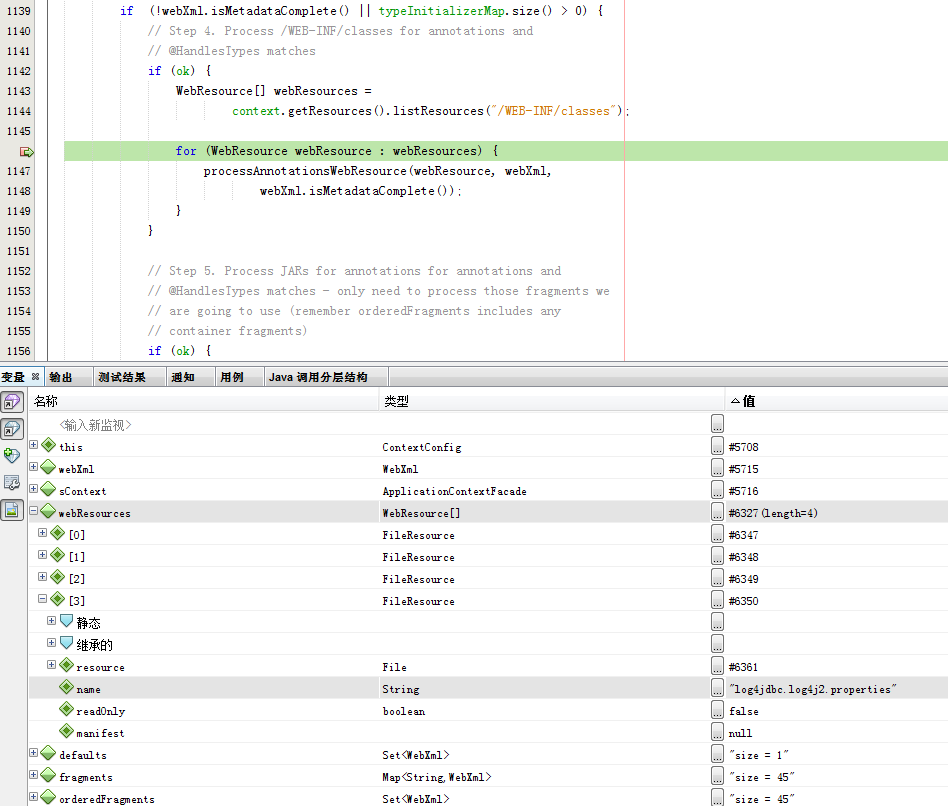 1139 if (!webXml.isMetadataComplete() || typeInitializerMap.size() > 0) {
1140 // Step 4. Process /WEB-INF/classes for annotations and
1141 // @HandlesTypes matches
1142 if (ok) {
1143 WebResource[] webResources =
1144 context.getResources().listResources("/WEB-INF/classes");
1145
for (WebResource webResource : webResources) {
1147 processAnnotationsWebResource(webResource, webXml,
1148 webXml.isMetadataComplete());
1149 }
1150 }
1151
1152 // Step 5. Process JARs for annotations for annotations and
1153 // @HandlesTypes matches - only need to process those fragments we
1154 // are going to use (remember orderedFragments includes any
1155 // container fragments)
1156 if (ok) {
变量 输出 测试结果 通知 用例 Java 调用分层结构
名称 类型 值
<输入新监视> ...
this ContextConfig ... #5708
webXml WebXml ... #5715
sContext ApplicationContextFacade ... #5716
webResources WebResource[] ... #6327(length=4)
[0] FileResource ... #6347
[1] FileResource ... #6348
[2] FileResource ... #6349
[3] FileResource ... #6350
静态 ...
继承的 ...
resource File ... #6361
name String ... "log4jdbc.log4j2.properties"
readOnly boolean ... false
manifest ... null
defaults Set<WebXml> ... "size = 1"
fragments Map<String,WebXml> ... "size = 45"
orderedFragments Set<WebXml> ... "size = 45"